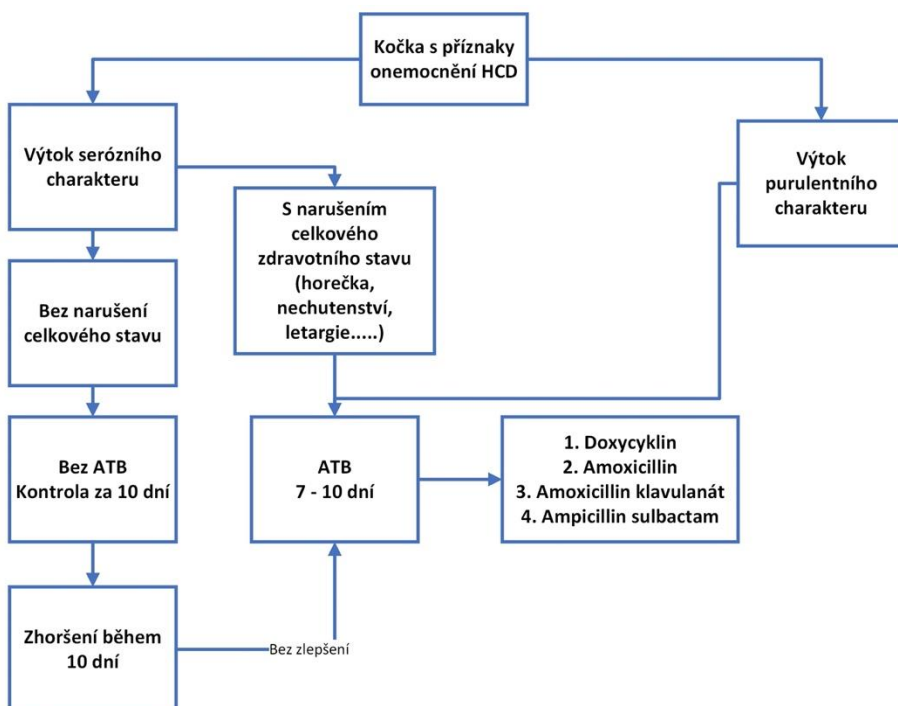 Kočka s příznaky
onemocnění HCD
Výtok serózního
charakteru
Výtok
purulentního
charakteru
S narušením
celkového
zdravotního stavu
(horečka,
nechutenství,
letargie.....)
Bez narušení
celkového stavu
Bez ATB
Kontrola za 10 dní
ATB
7 - 10 dní
1. Doxycyklin
2. Amoxicillin
3. Amoxicillin klavulanát
4. Ampicillin sulbactam
Zhoršení během
10 dní
Bez zlepšení